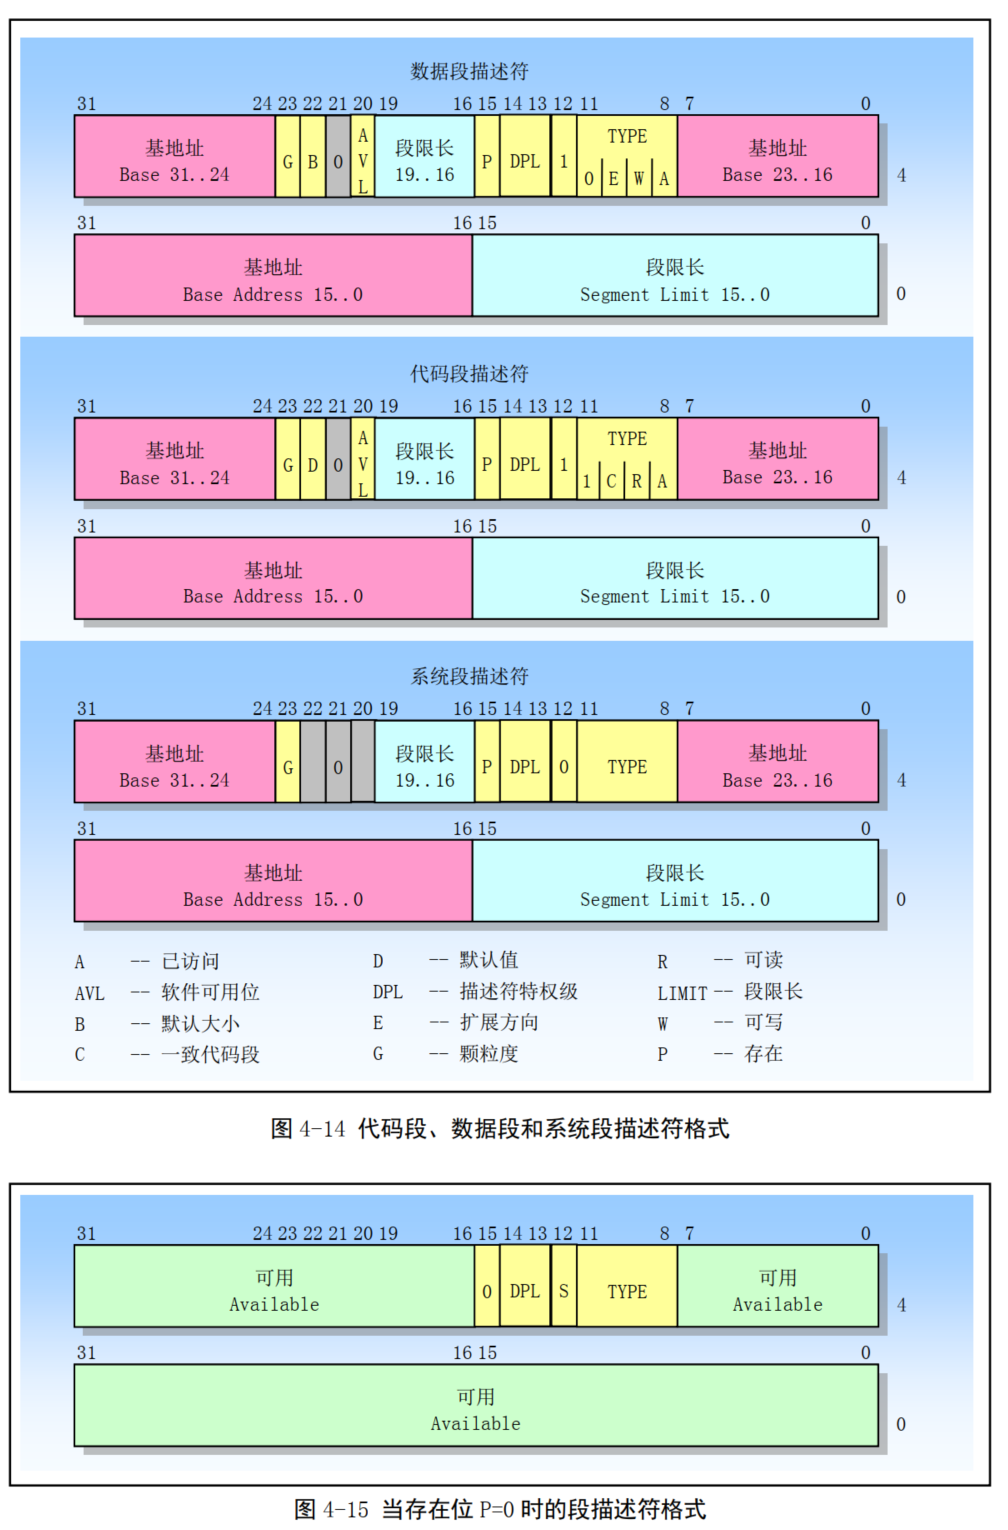 数据段描述符
31 24 23 22 21 20 19 16 15 14 13 12 11 8 7 0
基地址 G B 0 AVL 段限长 P DPL 1 TYPE 基地址
Base 31..24 19..16 0 E W A Base 23..16 4
31 16 15 0
基地址 段限长
Base Address 15..0 Segment Limit 15..0 0
代码段描述符
31 24 23 22 21 20 19 16 15 14 13 12 11 8 7 0
基地址 G D 0 AVL 段限长 P DPL 1 TYPE 基地址
Base 31..24 19..16 1 C R A Base 23..16 4
31 16 15 0
基地址 段限长
Base Address 15..0 Segment Limit 15..0 0
系统段描述符
31 24 23 22 21 20 19 16 15 14 13 12 11 8 7 0
基地址 G 0 段限长 P DPL 0 TYPE 基地址
Base 31..24 19..16 Base 23..16 4
31 16 15 0
基地址 段限长
Base Address 15..0 Segment Limit 15..0 0
A -- 已访问 D -- 默认值 R -- 可读
AVL -- 软件可用位 DPL -- 描述符特权级 LIMIT -- 段限长
B -- 默认大小 E -- 扩展方向 W -- 可写
C -- 一致代码段 G -- 颗粒度 P -- 存在
图 4-14 代码段、数据段和系统段描述符格式
31 24 23 22 21 20 19 16 15 14 13 12 11 8 7 0
可用 0 DPL S TYPE 可用
Available Available 4
31 16 15 0
可用
Available 0
图 4-15 当存在位 P=0 时的段描述符格式